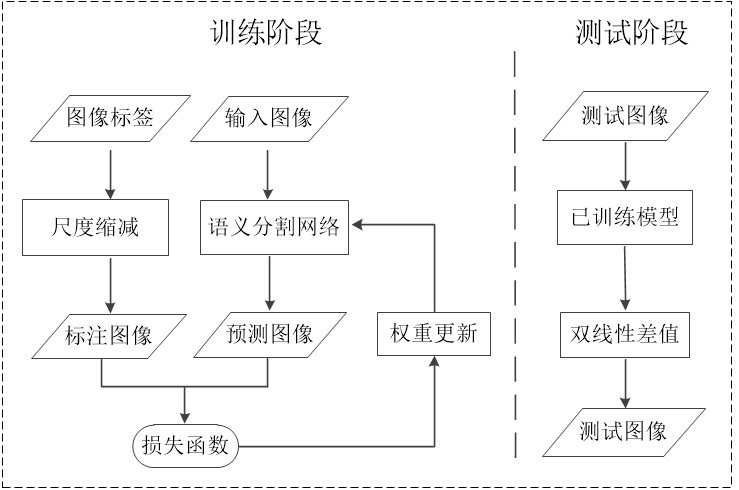 训练阶段
测试阶段
图像标签
输入图像
测试图像
尺度缩减
语义分割网络
已训练模型
标注图像
预测图像
权重更新
双线性差值
损失函数
测试图像